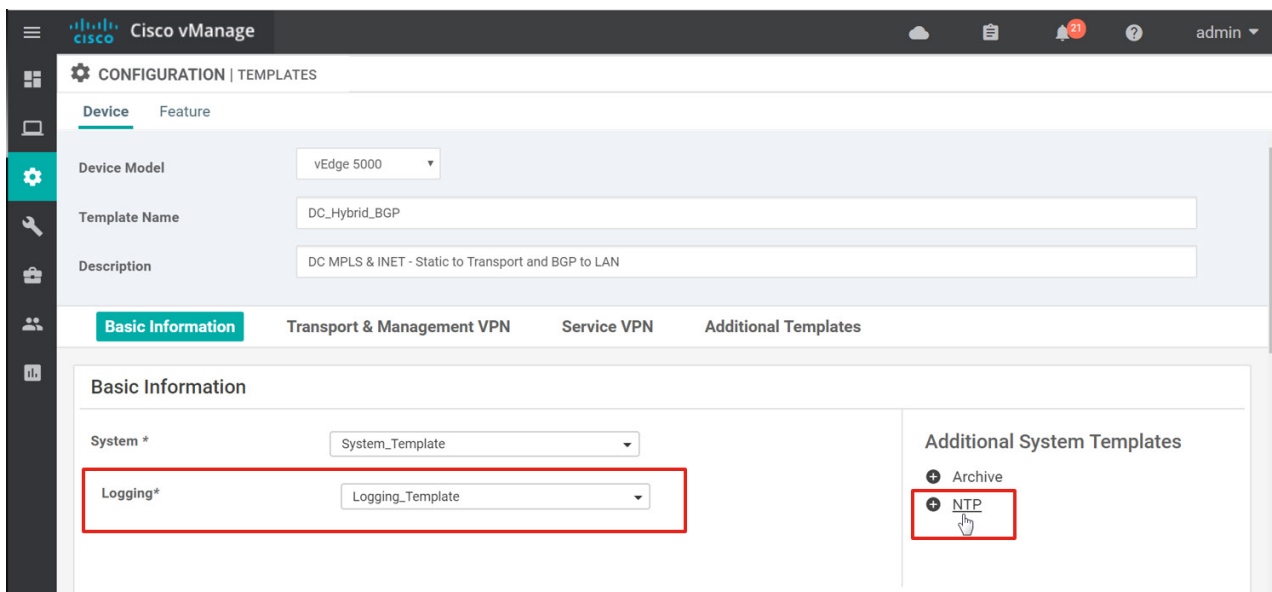 CISCO Cisco vManage 21 admin
CONFIGURATION | TEMPLATES
Device Feature
Device Model vEdge 5000
Template Name DC_Hybrid_BGP
Description DC MPLS & INET - Static to Transport and BGP to LAN
Basic Information Transport & Management VPN Service VPN Additional Templates
Basic Information
System * System_Template
Logging* Logging_Template
Additional System Templates
Archive
NTP